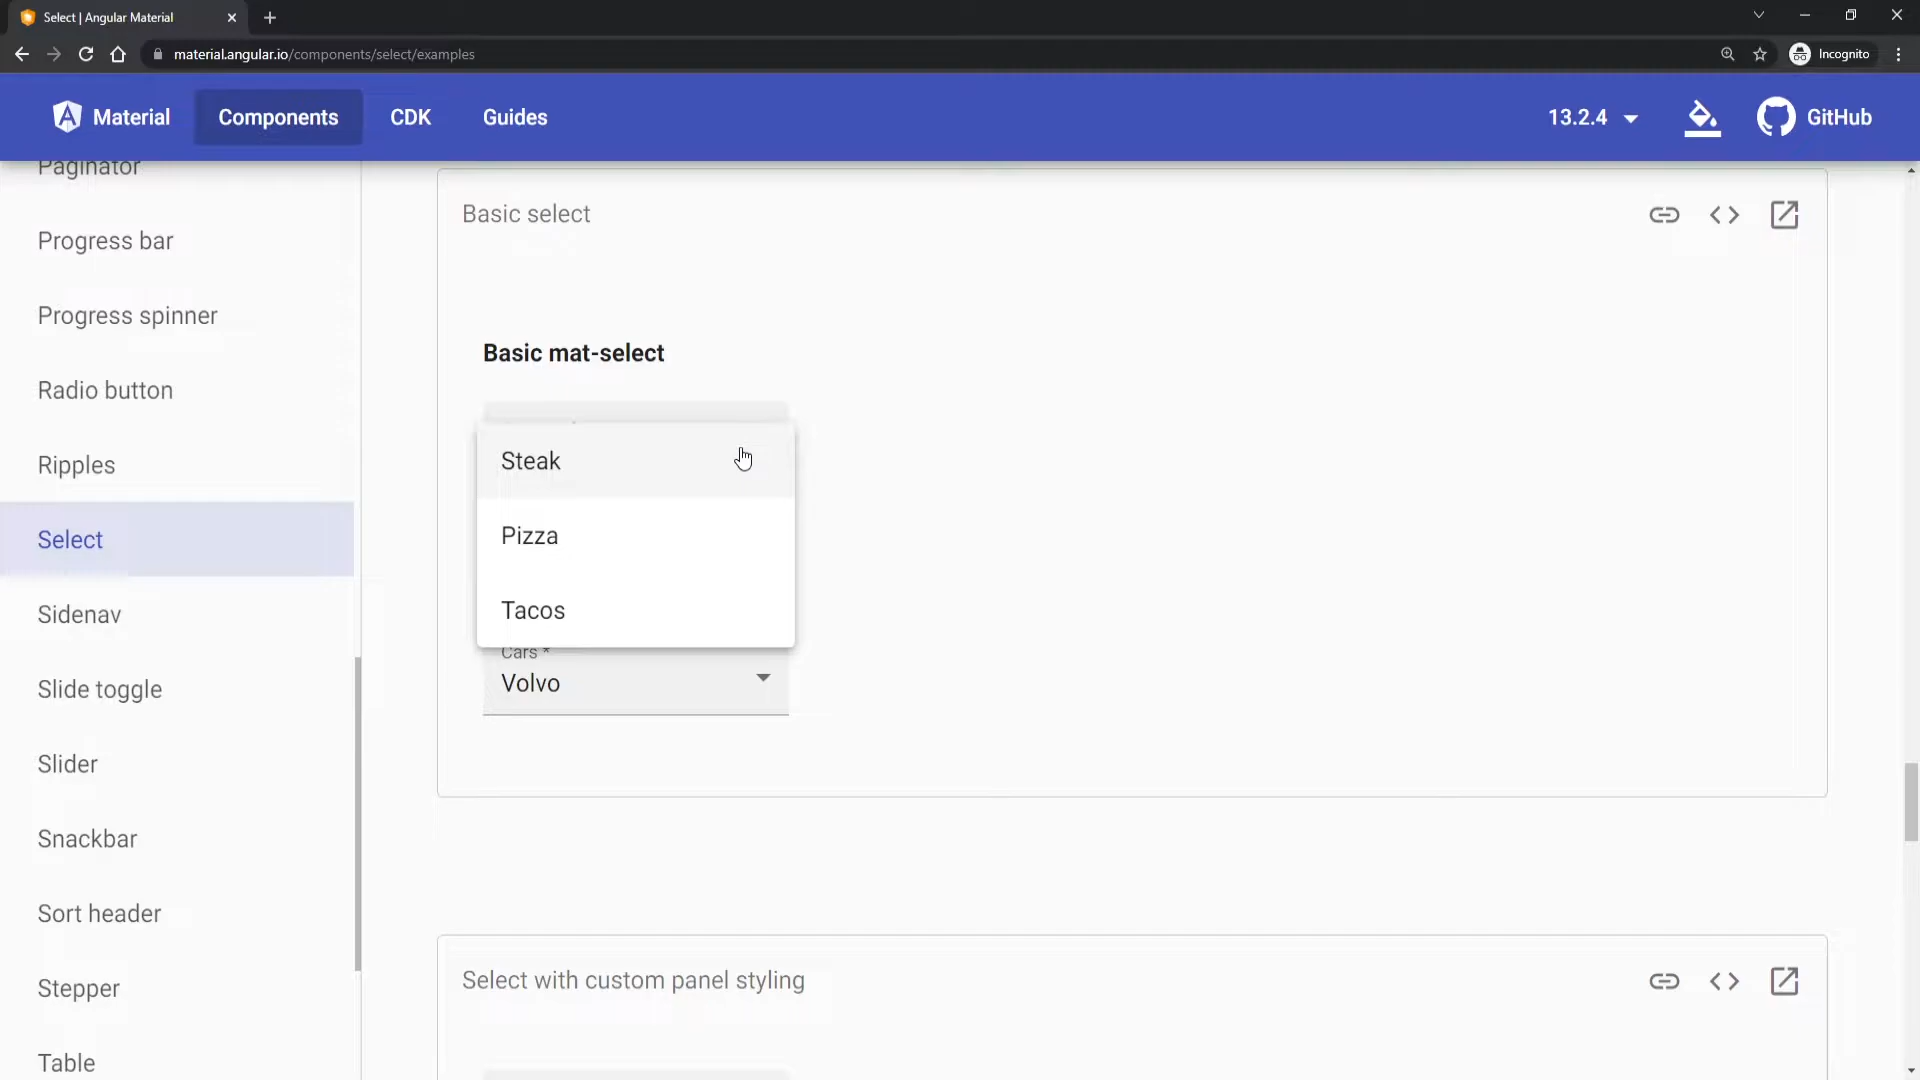 Select | Angular Material
material.angular.io/components/select/examples
Incognito
Material
Components
CDK
Guides
13.2.4
GitHub
Paginator
Progress bar
Progress spinner
Radio button
Ripples
Select
Sidenav
Slide toggle
Slider
Snackbar
Sort header
Stepper
Table
Basic select
Basic mat-select
Steak
Pizza
Tacos
Cars *
Volvo
Select with custom panel styling